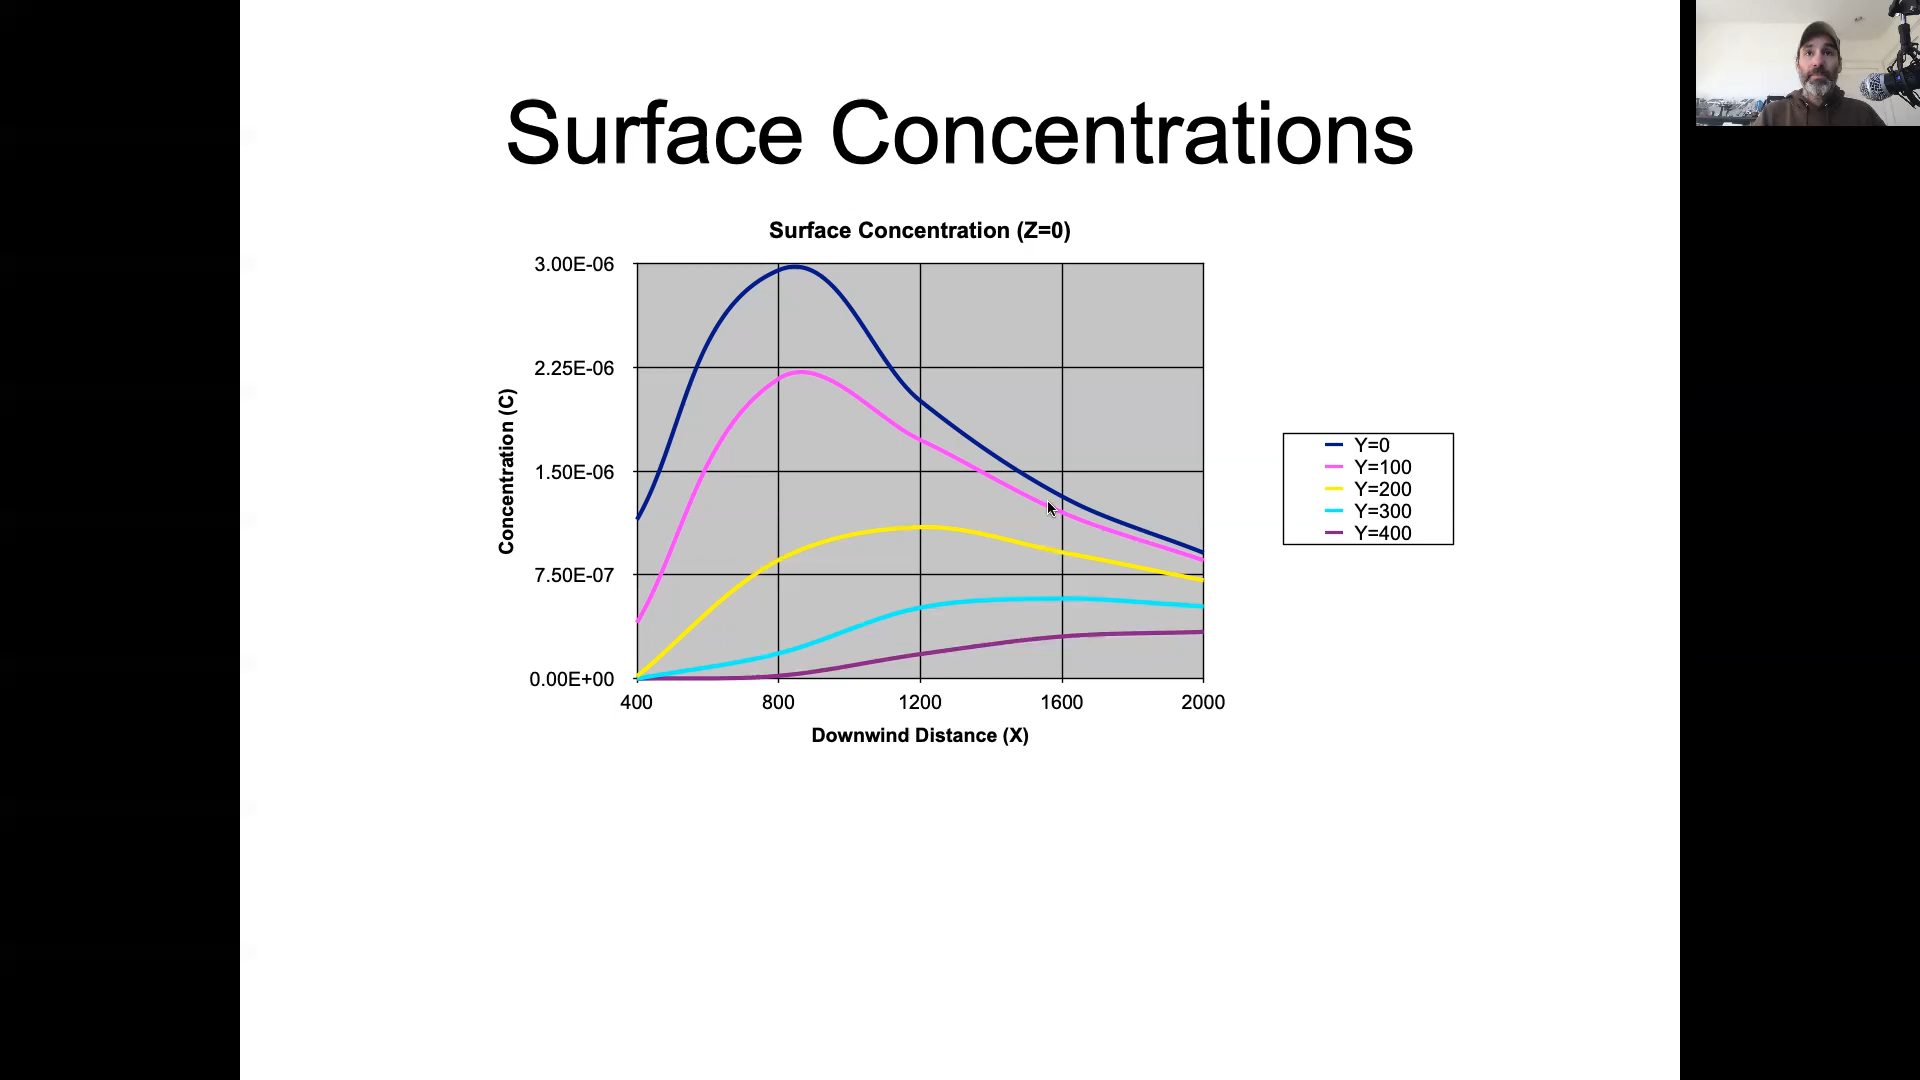 Surface Concentrations
Surface Concentration (Z=0)
3.00E-06
2.25E-06
1.50E-06
7.50E-07
0.00E+00
Concentration (C)
400 800 1200 1600 2000
Downwind Distance (X)
Y=0
Y=100
Y=200
Y=300
Y=400